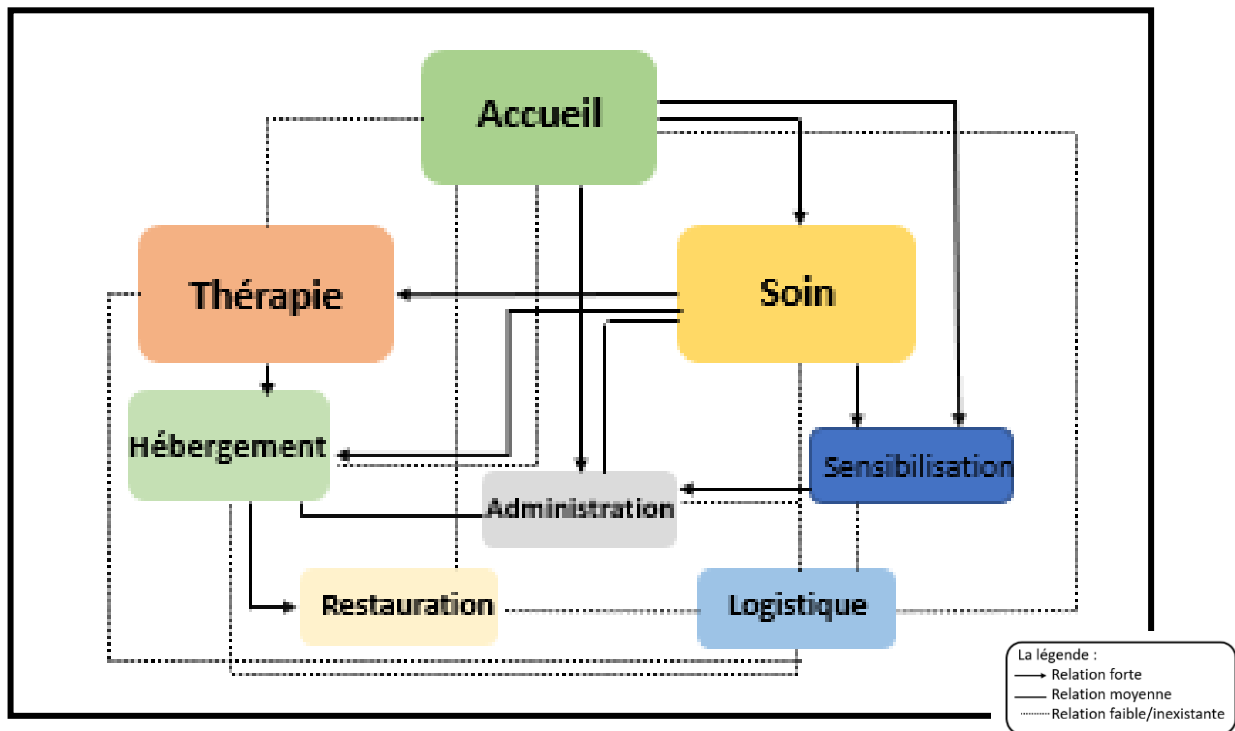 Accueil
Thérapie
Soin
Hébergement
Sensibilisation
Administration
Restauration
Logistique
La légende :
Relation forte
Relation moyenne
Relation faible/inexistante